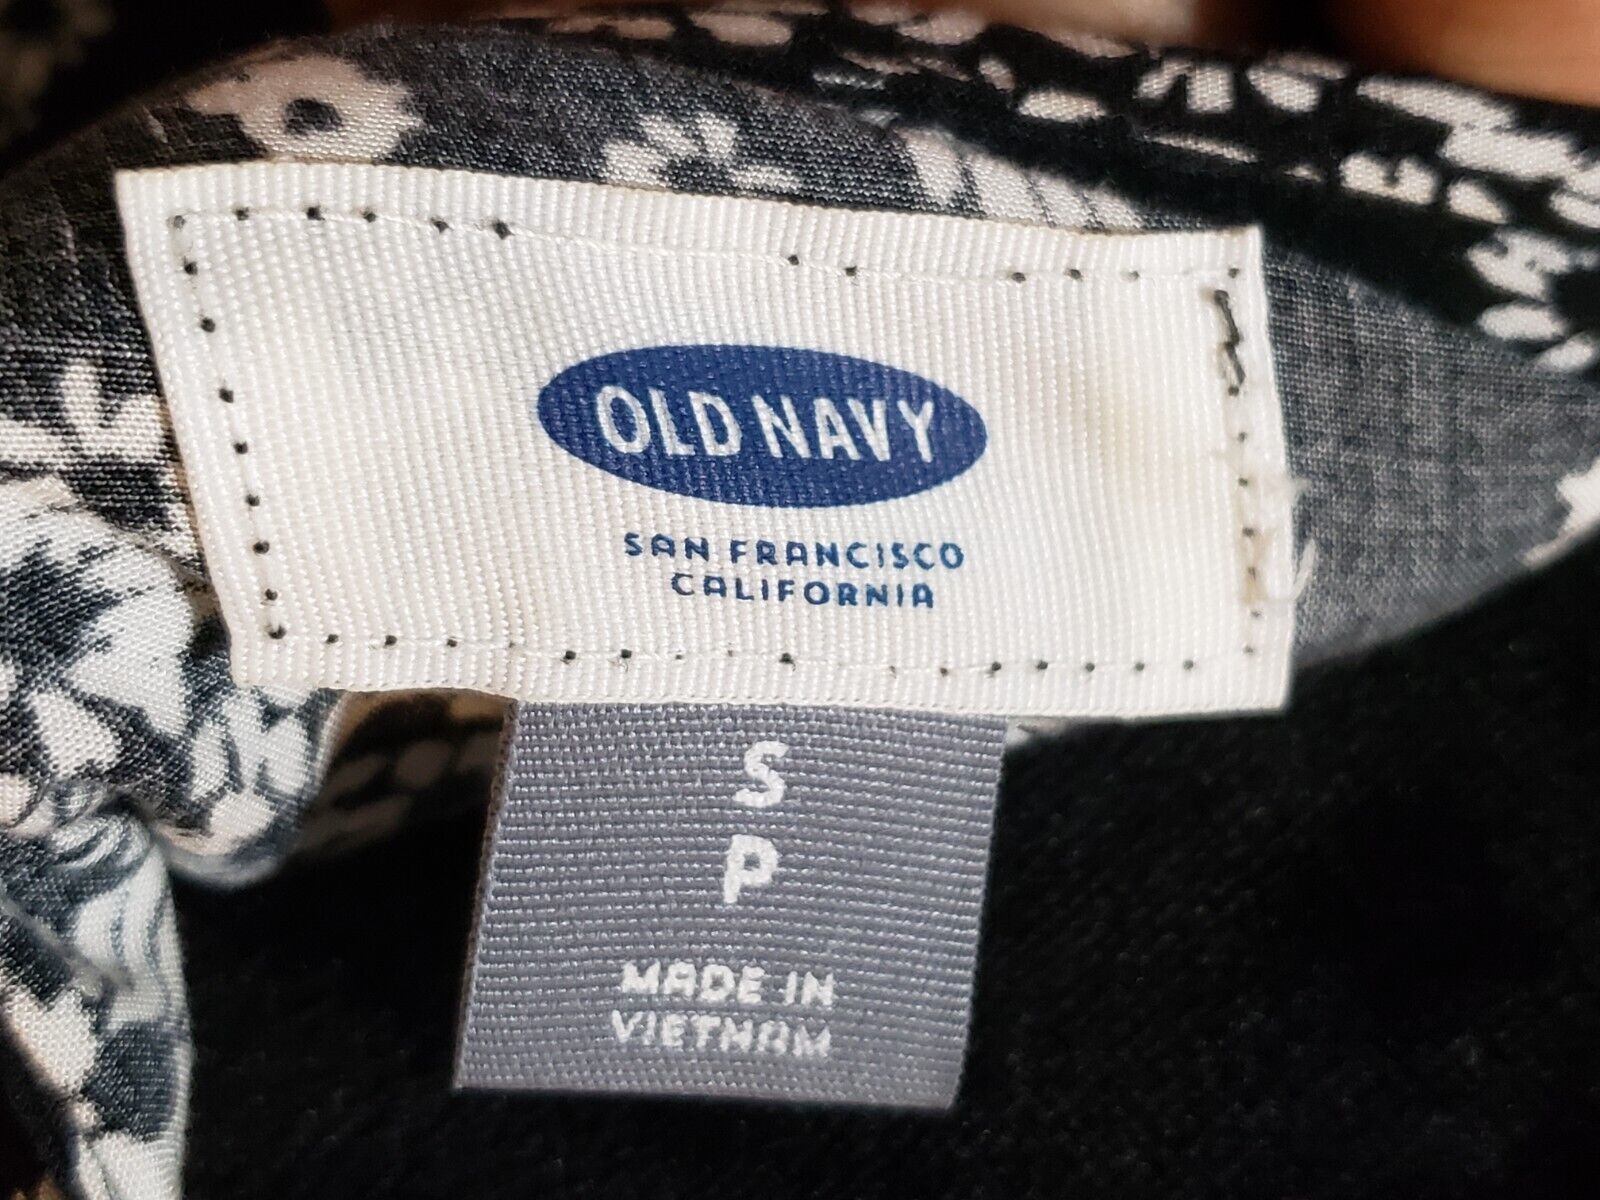 OLD NAVY
SAN FRANCISCO
CALIFORNIA
S
P
MADE IN
VIETNAM